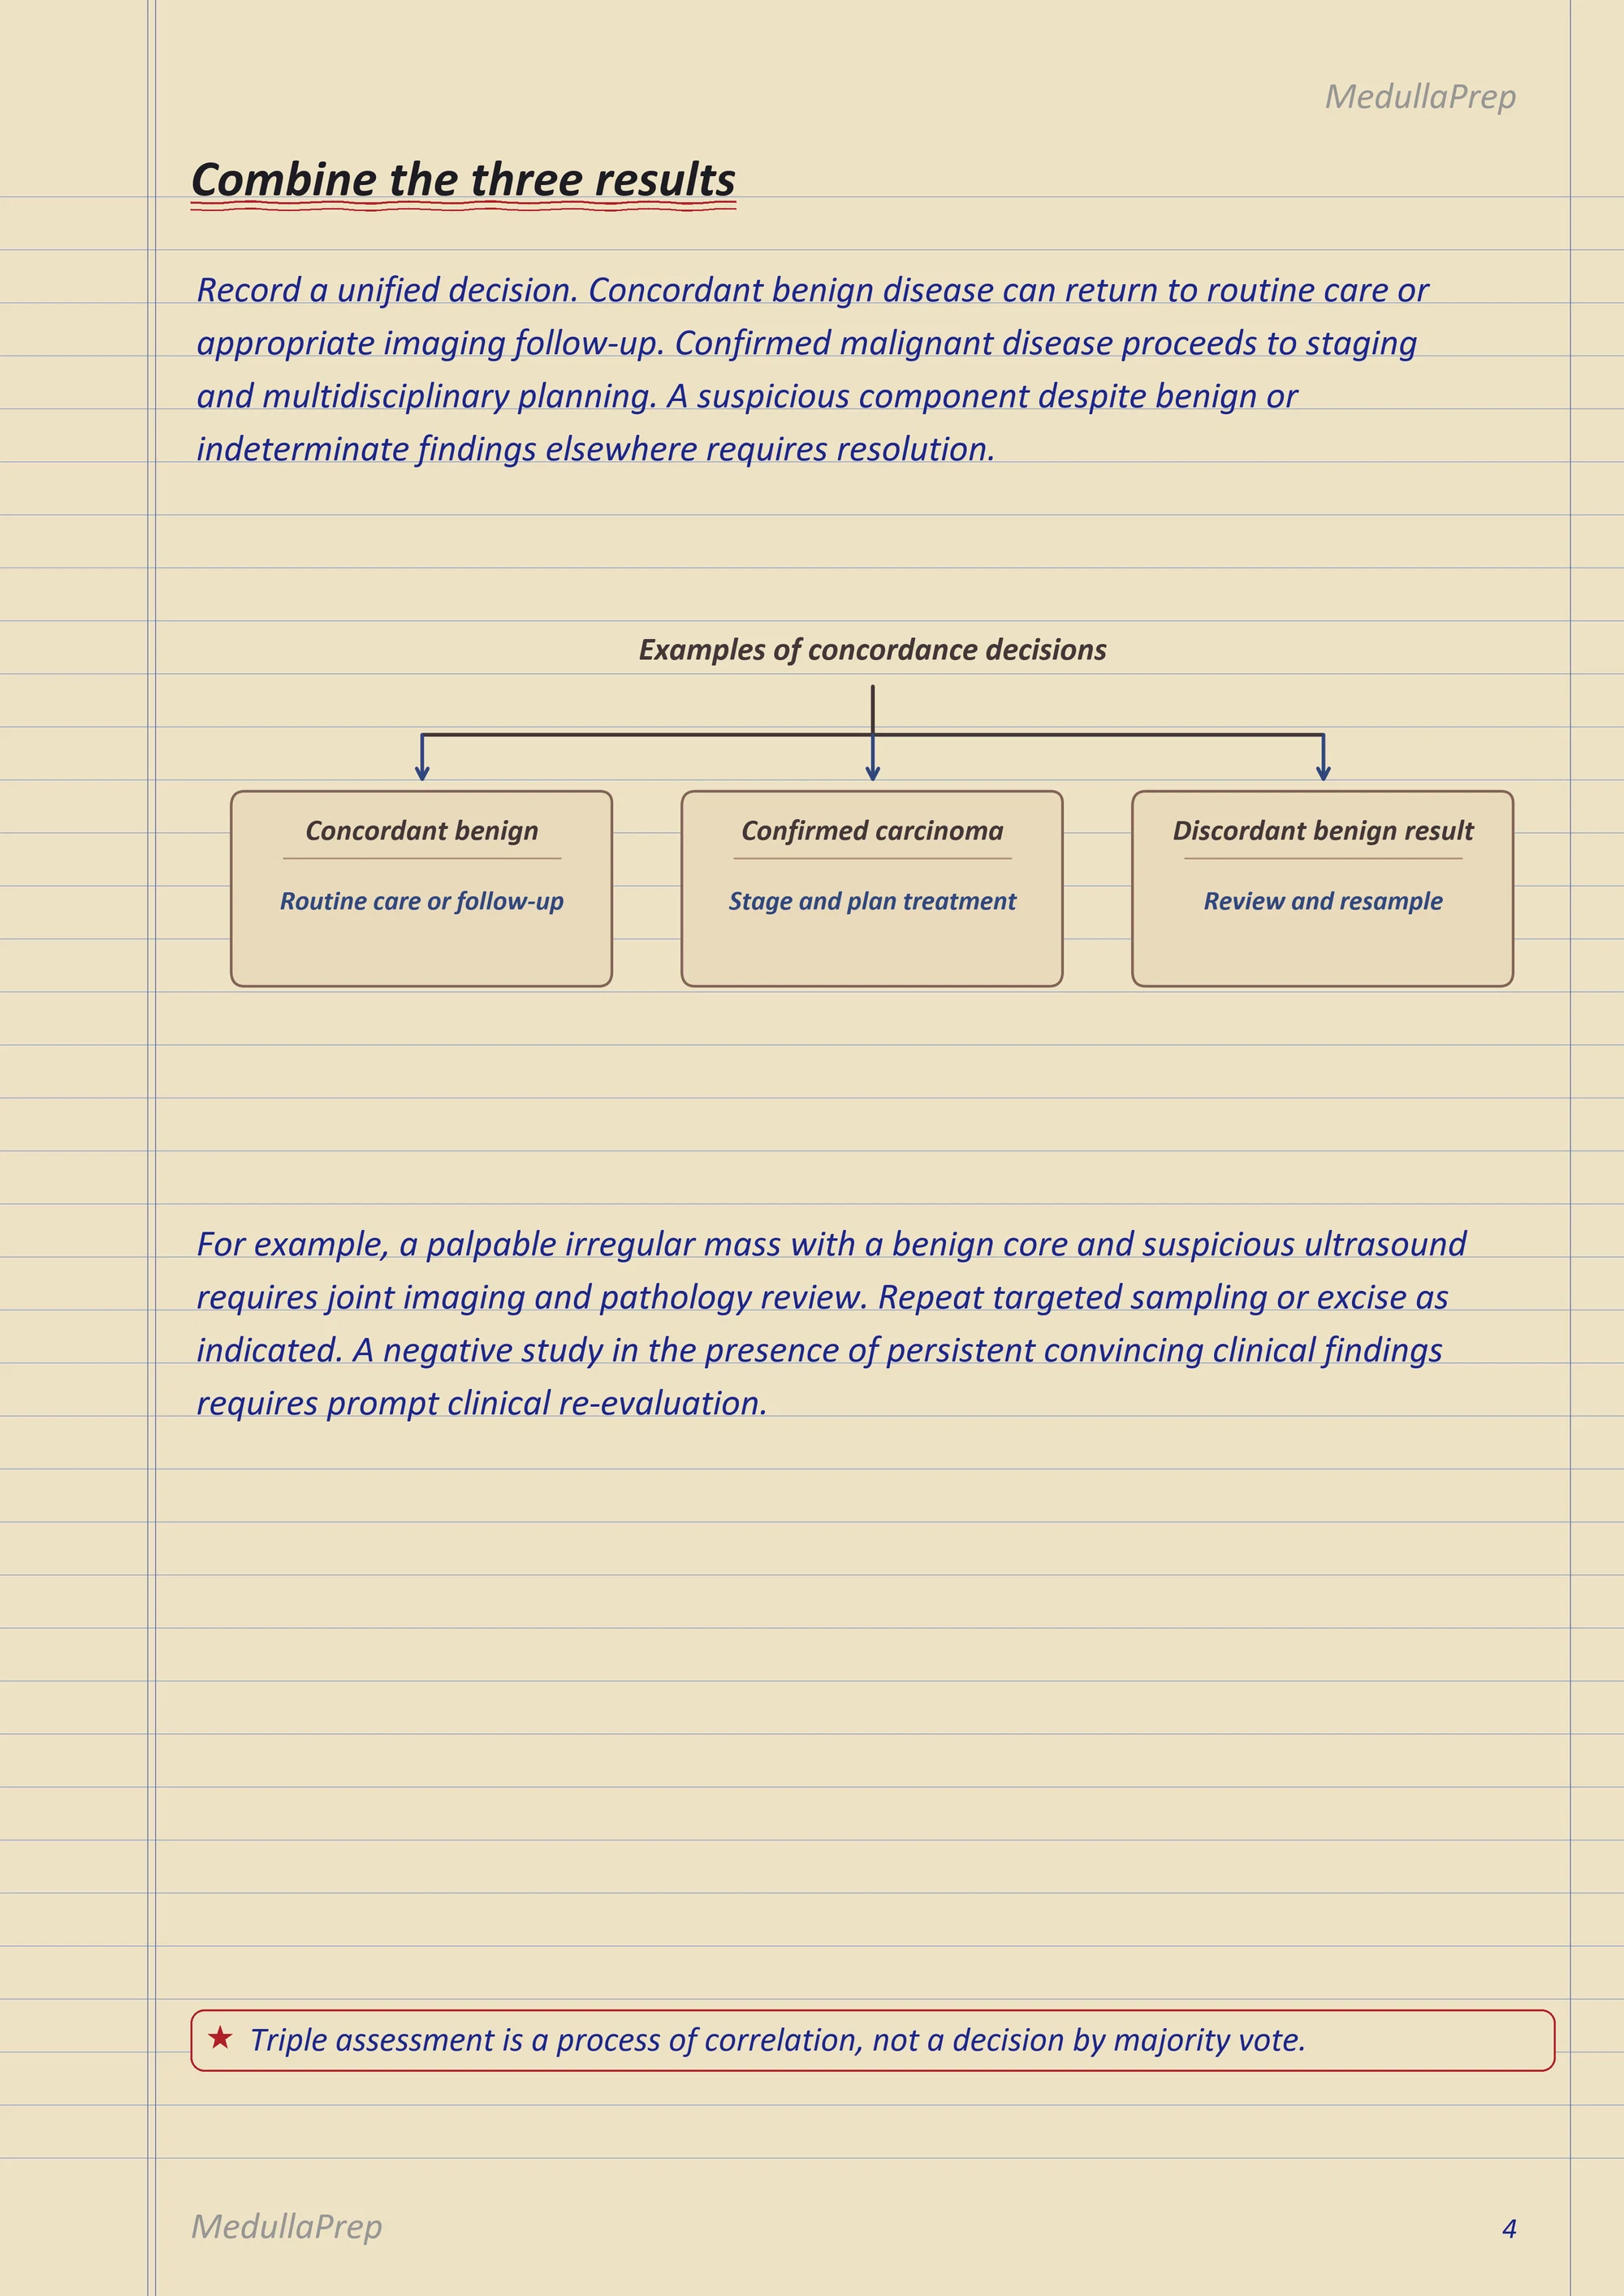 MedullaPrep
Combine the three results
Record a unified decision. Concordant benign disease can return to routine care or
appropriate imaging follow-up. Confirmed malignant disease proceeds to staging
and multidisciplinary planning. A suspicious component despite benign or
indeterminate findings elsewhere requires resolution.
Examples of concordance decisions
Concordant benign
Routine care or follow-up
Confirmed carcinoma
Stage and plan treatment
Discordant benign result
Review and resample
For example, a palpable irregular mass with a benign core and suspicious ultrasound
requires joint imaging and pathology review. Repeat targeted sampling or excise as
indicated. A negative study in the presence of persistent convincing clinical findings
requires prompt clinical re-evaluation.
★ Triple assessment is a process of correlation, not a decision by majority vote.
MedullaPrep
4